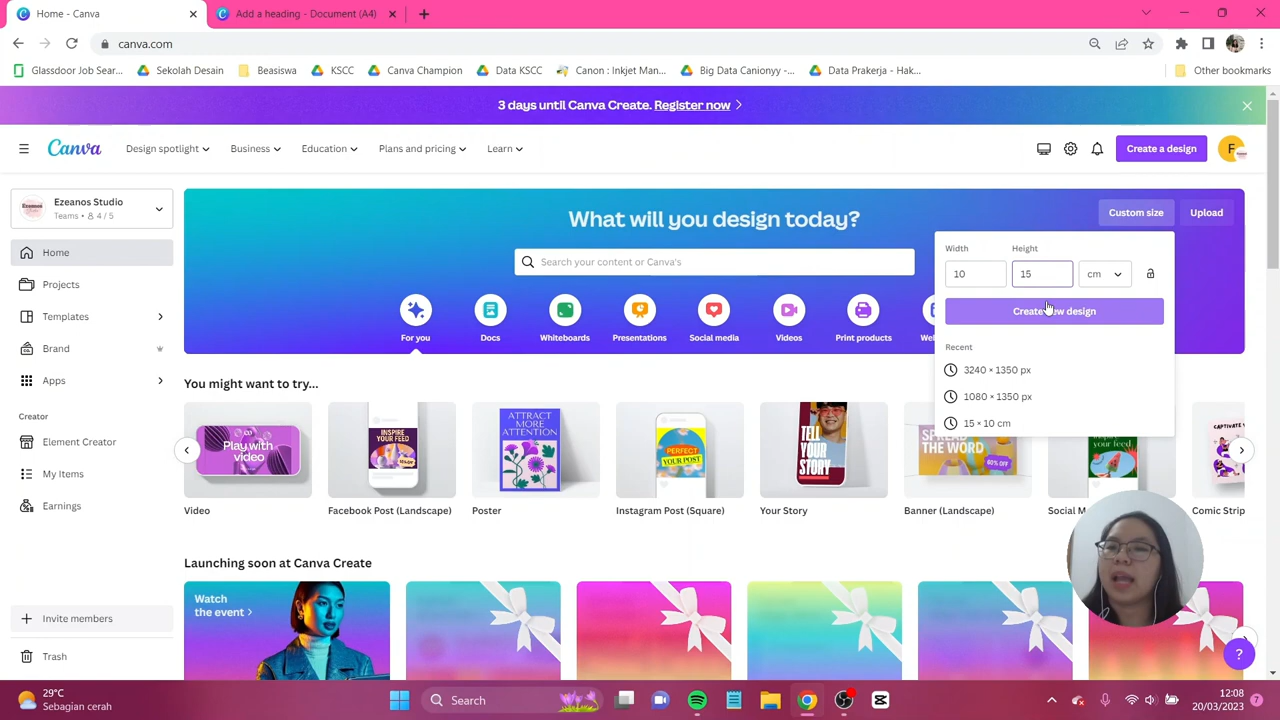 Home - Canva
Add a heading - Document (A4)
canva.com
Glassdoor Job Sear...
Sekolah Desain
Beasiswa
KSCC
Canva Champion
Data KSCC
Canon : Inkjet Man...
Big Data Canionyy -...
Data Prakerja - Hak...
Other bookmarks
3 days until Canva Create. Register now
Canva
Design spotlight
Business
Education
Plans and pricing
Learn
Create a design
F
Ezeanos Studio
Teams • 4 / 5
Home
Projects
Templates
Brand
Apps
Creator
Element Creator
My Items
Earnings
Invite members
Trash
What will you design today?
Custom size
Upload
Search your content or Canva's
Width
Height
10
15
cm
Create new design
Recent
3240 × 1350 px
1080 × 1350 px
15 × 10 cm
For you
Docs
Whiteboards
Presentations
Social media
Videos
Print products
You might want to try...
Play with video
INSPIRE YOUR FEED
ATTRACT MORE ATTENTION
PERFECT YOUR POST
TELL YOUR STORY
SPREAD THE WORD
60% OFF
Video
Facebook Post (Landscape)
Poster
Instagram Post (Square)
Your Story
Banner (Landscape)
Social M
Comic Strip
Launching soon at Canva Create
Watch
the event
?
29°C
Sebagian cerah
Search
12:08
20/03/2023
7